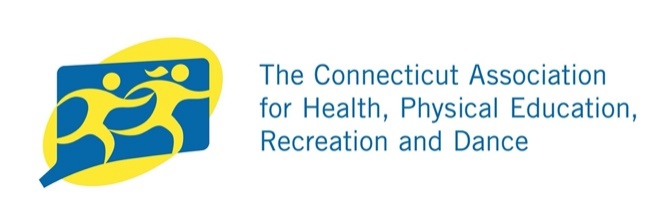 The Connecticut Association
for Health, Physical Education,
Recreation and Dance